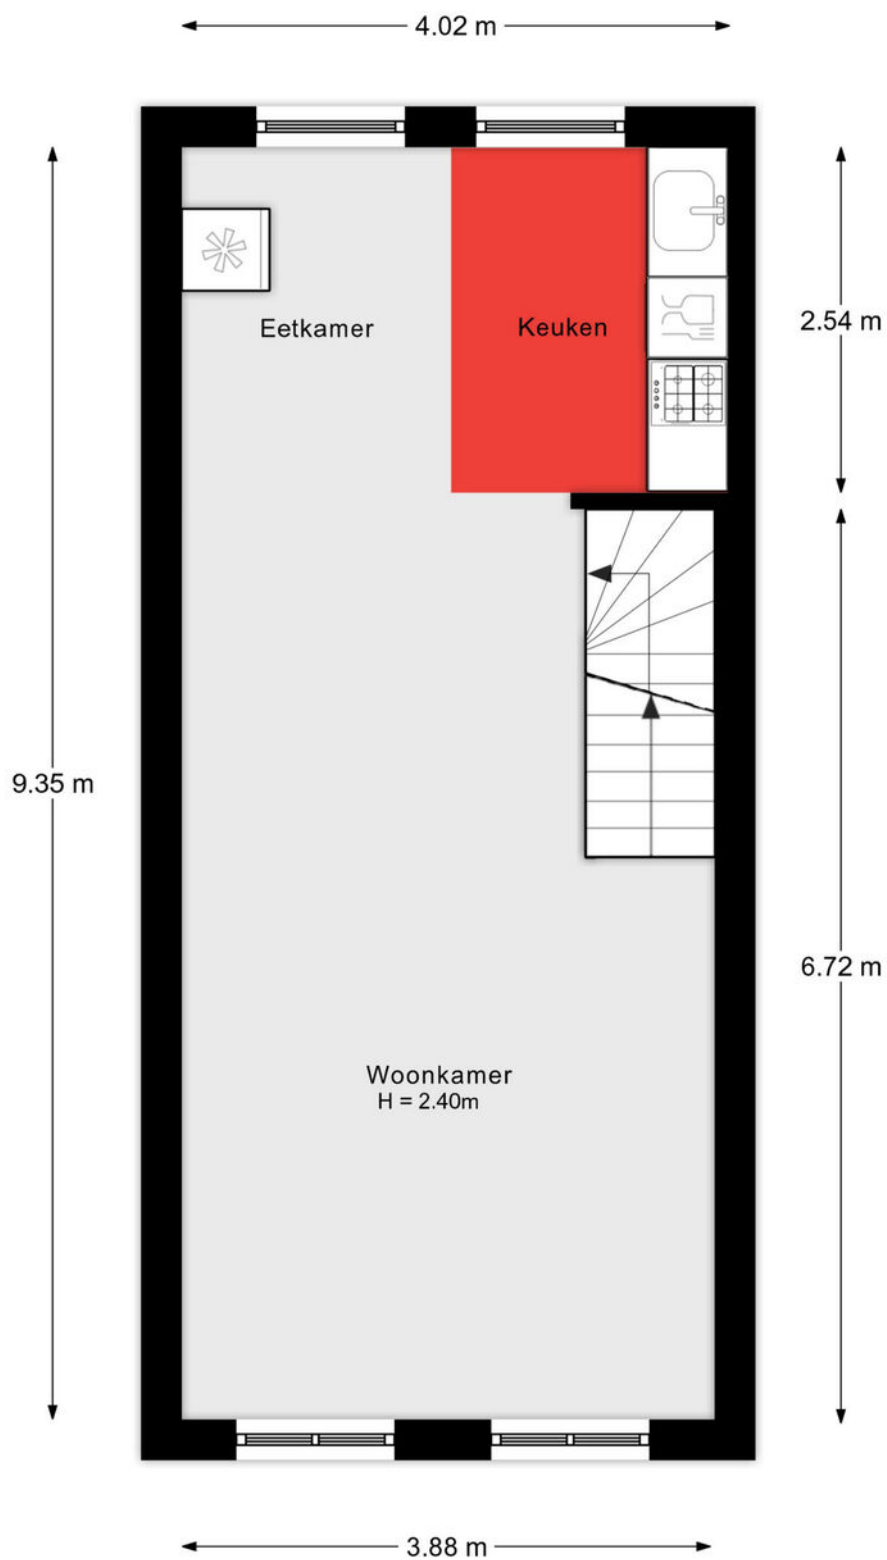 4.02 m
Eetkamer
Keuken
2.54 m
9.35 m
6.72 m
Woonkamer
H = 2.40m
3.88 m